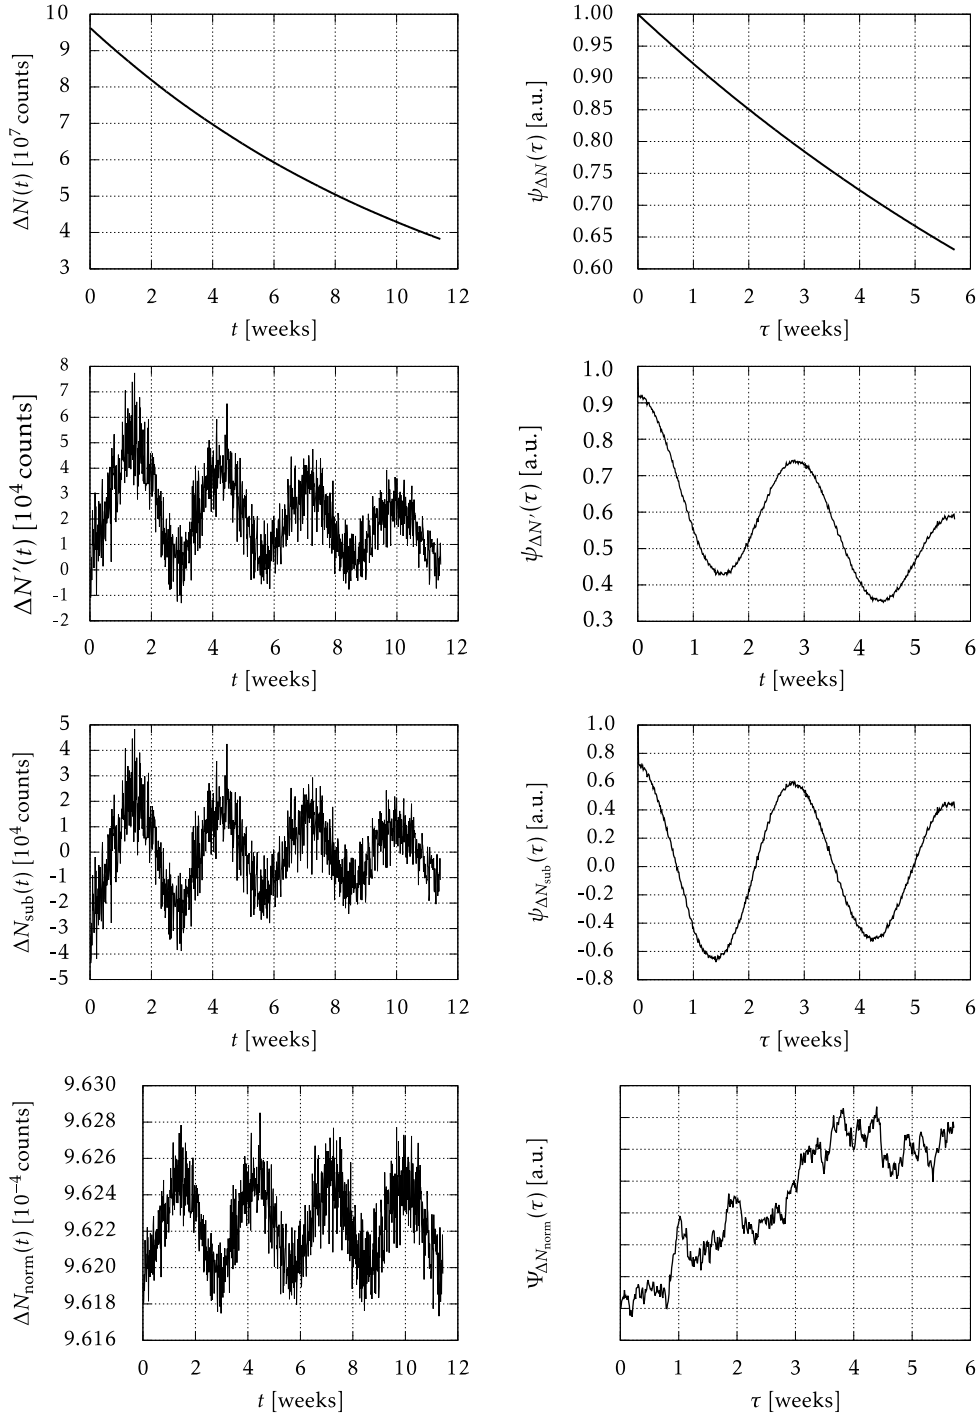 ΔN(t) [10⁷ counts]
10
9
8
7
6
5
4
3
0 2 4 6 8 10 12
t [weeks]
ψΔN(τ) [a.u.]
1.00
0.95
0.90
0.85
0.80
0.75
0.70
0.65
0.60
0 1 2 3 4 5 6
τ [weeks]
ΔN′(t) [10⁴ counts]
8
7
6
5
4
3
2
1
0
-1
-2
0 2 4 6 8 10 12
t [weeks]
ψΔN′(τ) [a.u.]
1.0
0.9
0.8
0.7
0.6
0.5
0.4
0.3
0 1 2 3 4 5 6
t [weeks]
ΔNsub(t) [10⁴ counts]
5
4
3
2
1
0
-1
-2
-3
-4
-5
0 2 4 6 8 10 12
t [weeks]
ψΔNsub(τ) [a.u.]
1.0
0.8
0.6
0.4
0.2
0.0
-0.2
-0.4
-0.6
-0.8
0 1 2 3 4 5 6
τ [weeks]
ΔNnorm(t) [10⁻⁴ counts]
9.630
9.628
9.626
9.624
9.622
9.620
9.618
9.616
0 2 4 6 8 10 12
t [weeks]
ΨΔNnorm(τ) [a.u.]
0 1 2 3 4 5 6
τ [weeks]